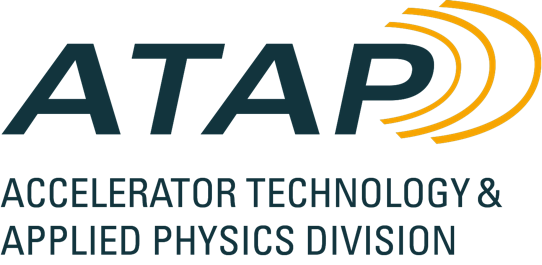 ATAP
ACCELERATOR TECHNOLOGY &
APPLIED PHYSICS DIVISION